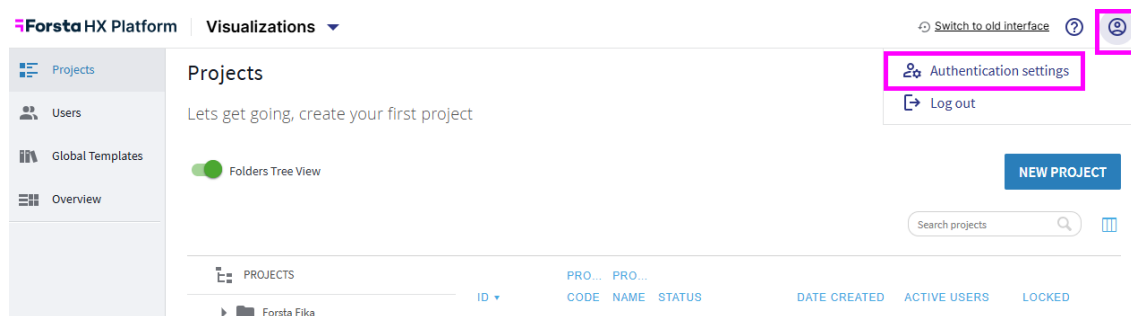 Forsta HX Platform
Visualizations
Switch to old interface
Authentication settings
Log out
Projects
Users
Global Templates
Overview
Projects
Lets get going, create your first project
Folders Tree View
NEW PROJECT
Search projects
PROJECTS
ID
PRO... CODE
PRO... NAME
STATUS
DATE CREATED
ACTIVE USERS
LOCKED
Forsta Fika